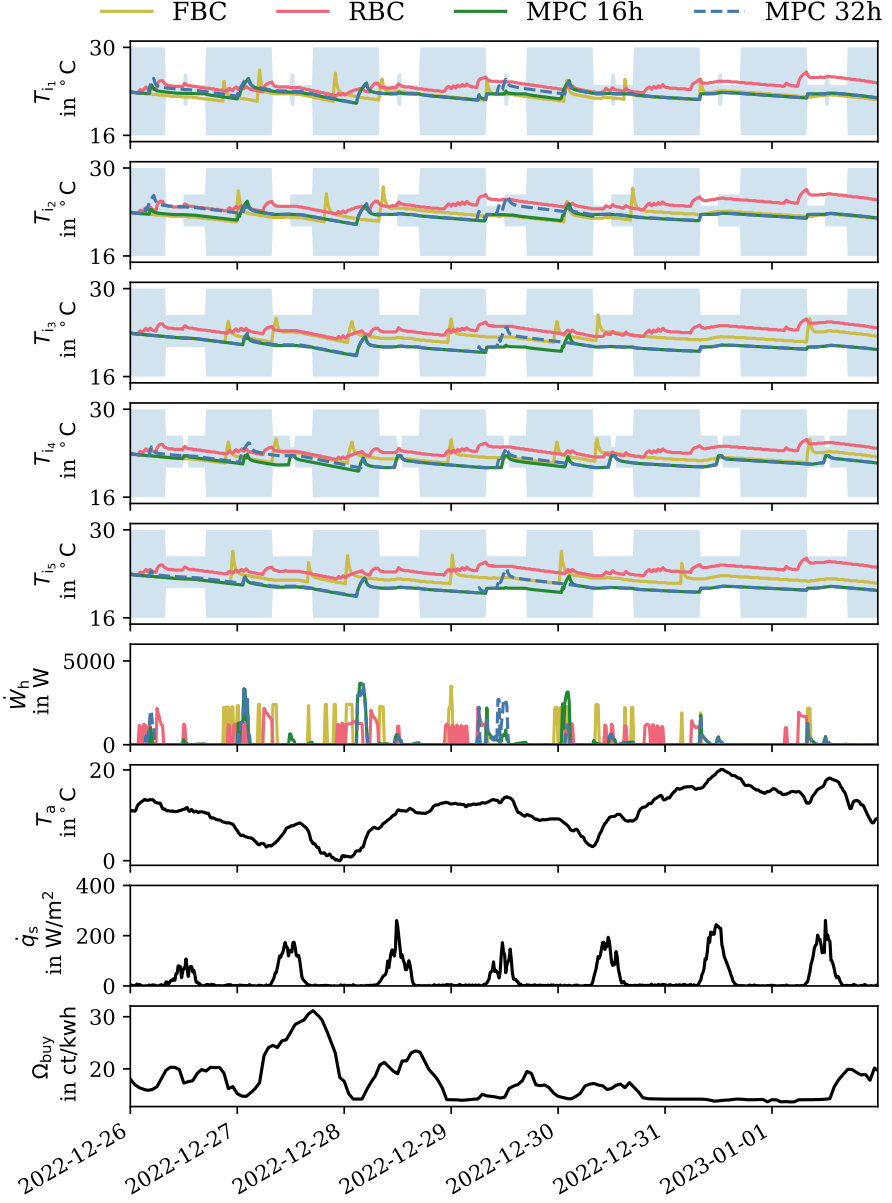 FBC RBC MPC 16h MPC 32h
30
16
T_i1
in °C
30
16
T_i2
in °C
30
16
T_i3
in °C
30
16
T_i4
in °C
30
16
T_i5
in °C
5000
0
Ẇ_h
in W
20
0
T_a
in °C
400
200
0
q̇_s
in W/m²
30
20
Ω_buy
in ct/kwh
2022-12-26
2022-12-27
2022-12-28
2022-12-29
2022-12-30
2022-12-31
2023-01-01